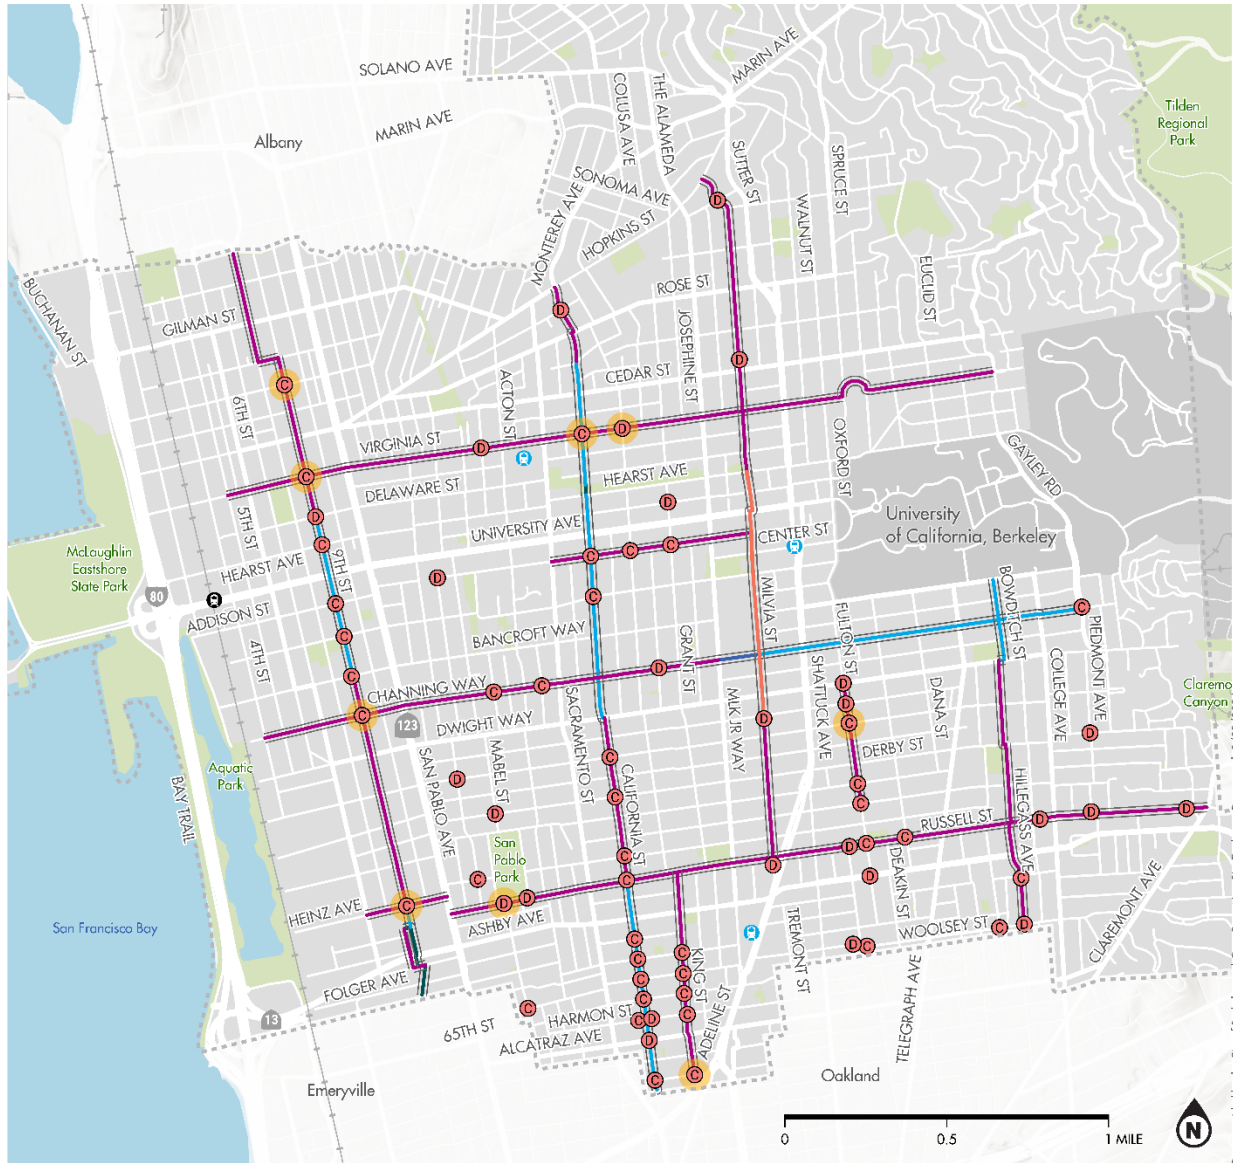 SOLANO AVE
MARIN AVE
COLUSA AVE
THE ALAMEDA
MARIN AVE
Albany
Tilden
Regional
Park
SUTTER ST
SPRUCE ST
SONOMA AVE
MONTEREY AVE
HOPKINS ST
WALNUT ST
D
EUCLID ST
BUCHANAN ST
GILMAN ST
ROSE ST
D
JOSEPHINE ST
CEDAR ST
D
C
ACTON ST
6TH ST
VIRGINIA ST
D
C
D
OXFORD ST
GAYLEY RD
C
DELAWARE ST
HEARST AVE
D
5TH ST
D
UNIVERSITY AVE
CENTER ST
University
of California, Berkeley
C
C
C
C
McLaughlin
Eastshore
State Park
HEARST AVE
9TH ST
D
80
ADDISON ST
C
C
BOWDITCH ST
MILVIA ST
FULTON ST
C
PIEDMONT AVE
BANCROFT WAY
C
GRANT ST
4TH ST
C
CHANNING WAY
C
C
D
SHATTUCK AVE
D
DANA ST
COLLEGE AVE
Claremo
Canyon
C
123
DWIGHT WAY
SACRAMENTO ST
MLK JR WAY
D
D
C
D
DERBY ST
Aquatic
Park
BAY TRAIL
SAN PABLO AVE
MABEL ST
D
D
C
C
CALIFORNIA ST
C
C
HILLEGASS AVE
RUSSELL ST
D
D
D
San
Pablo
Park
C
D
D
C
C
DEAKIN ST
C
C
D
C
HEINZ AVE
C
D
D
ASHBY AVE
San Francisco Bay
TREMONT ST
D
C
WOOLSEY ST
C
D
CLAREMONT AVE
C
C
C
C
KING ST
C
C
C
C
ADELINE ST
TELEGRAPH AVE
FOLGER AVE
13
65TH ST
C
HARMON ST
C
D
ALCATRAZ AVE
D
C
C
Emeryville
Oakland
0
0.5
1 MILE
N